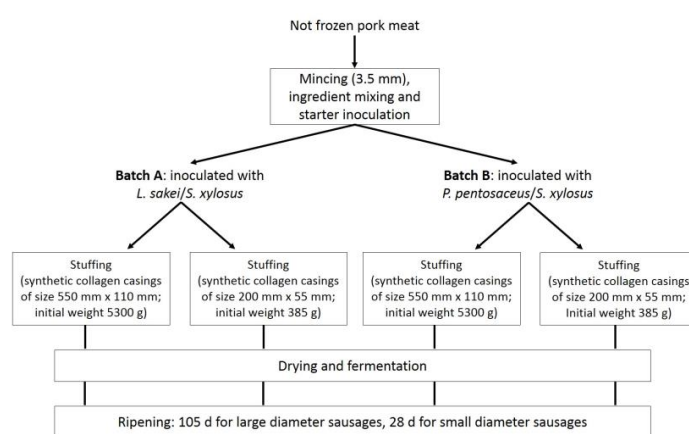 Not frozen pork meat
Mincing (3.5 mm),
ingredient mixing and
starter inoculation
Batch A: inoculated with
L. sakei/S. xylosus
Batch B: inoculated with
P. pentosaceus/S. xylosus
Stuffing
(synthetic collagen casings
of size 550 mm x 110 mm;
initial weight 5300 g)
Stuffing
(synthetic collagen casings
of size 200 mm x 55 mm;
initial weight 385 g)
Stuffing
(synthetic collagen casings
of size 550 mm x 110 mm;
initial weight 5300 g)
Stuffing
(synthetic collagen casings
of size 200 mm x 55 mm;
Initial weight 385 g)
Drying and fermentation
Ripening: 105 d for large diameter sausages, 28 d for small diameter sausages